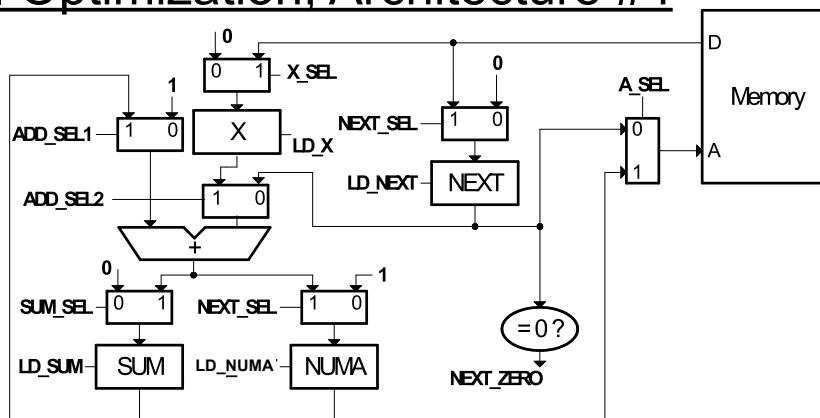 Optimization, Architecture #4
0
D
0 1 X_SEL
0
A_SEL
Memory
1
ADD_SEL1 1 0
X
LD_X
NEXT_SEL 1 0
0
A
1
LD_NEXT NEXT
ADD_SEL2 1 0
+
0
1
SUM_SEL 0 1
NEXT_SEL 1 0
=0?
LD_SUM SUM
LD_NUMA NUMA
NEXT_ZERO